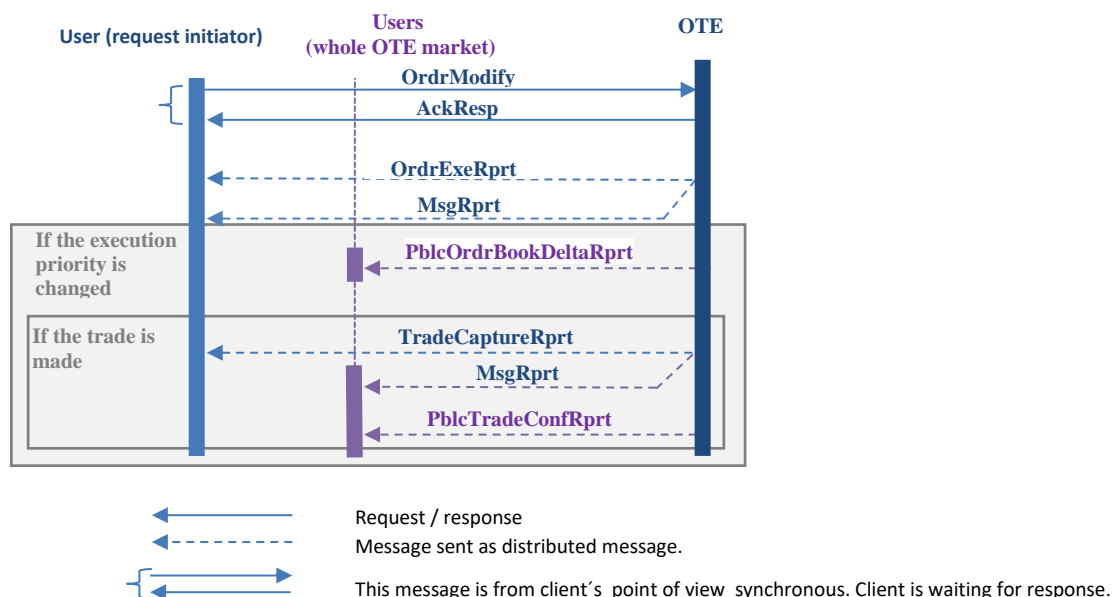 User (request initiator)
Users
(whole OTE market)
OTE
OrdrModify
AckResp
OrdrExeRprt
MsgRprt
If the execution
priority is
changed
PblcOrdrBookDeltaRprt
If the trade is
made
TradeCaptureRprt
MsgRprt
PblcTradeConfRprt
Request / response
Message sent as distributed message.
This message is from client´s point of view synchronous. Client is waiting for response.